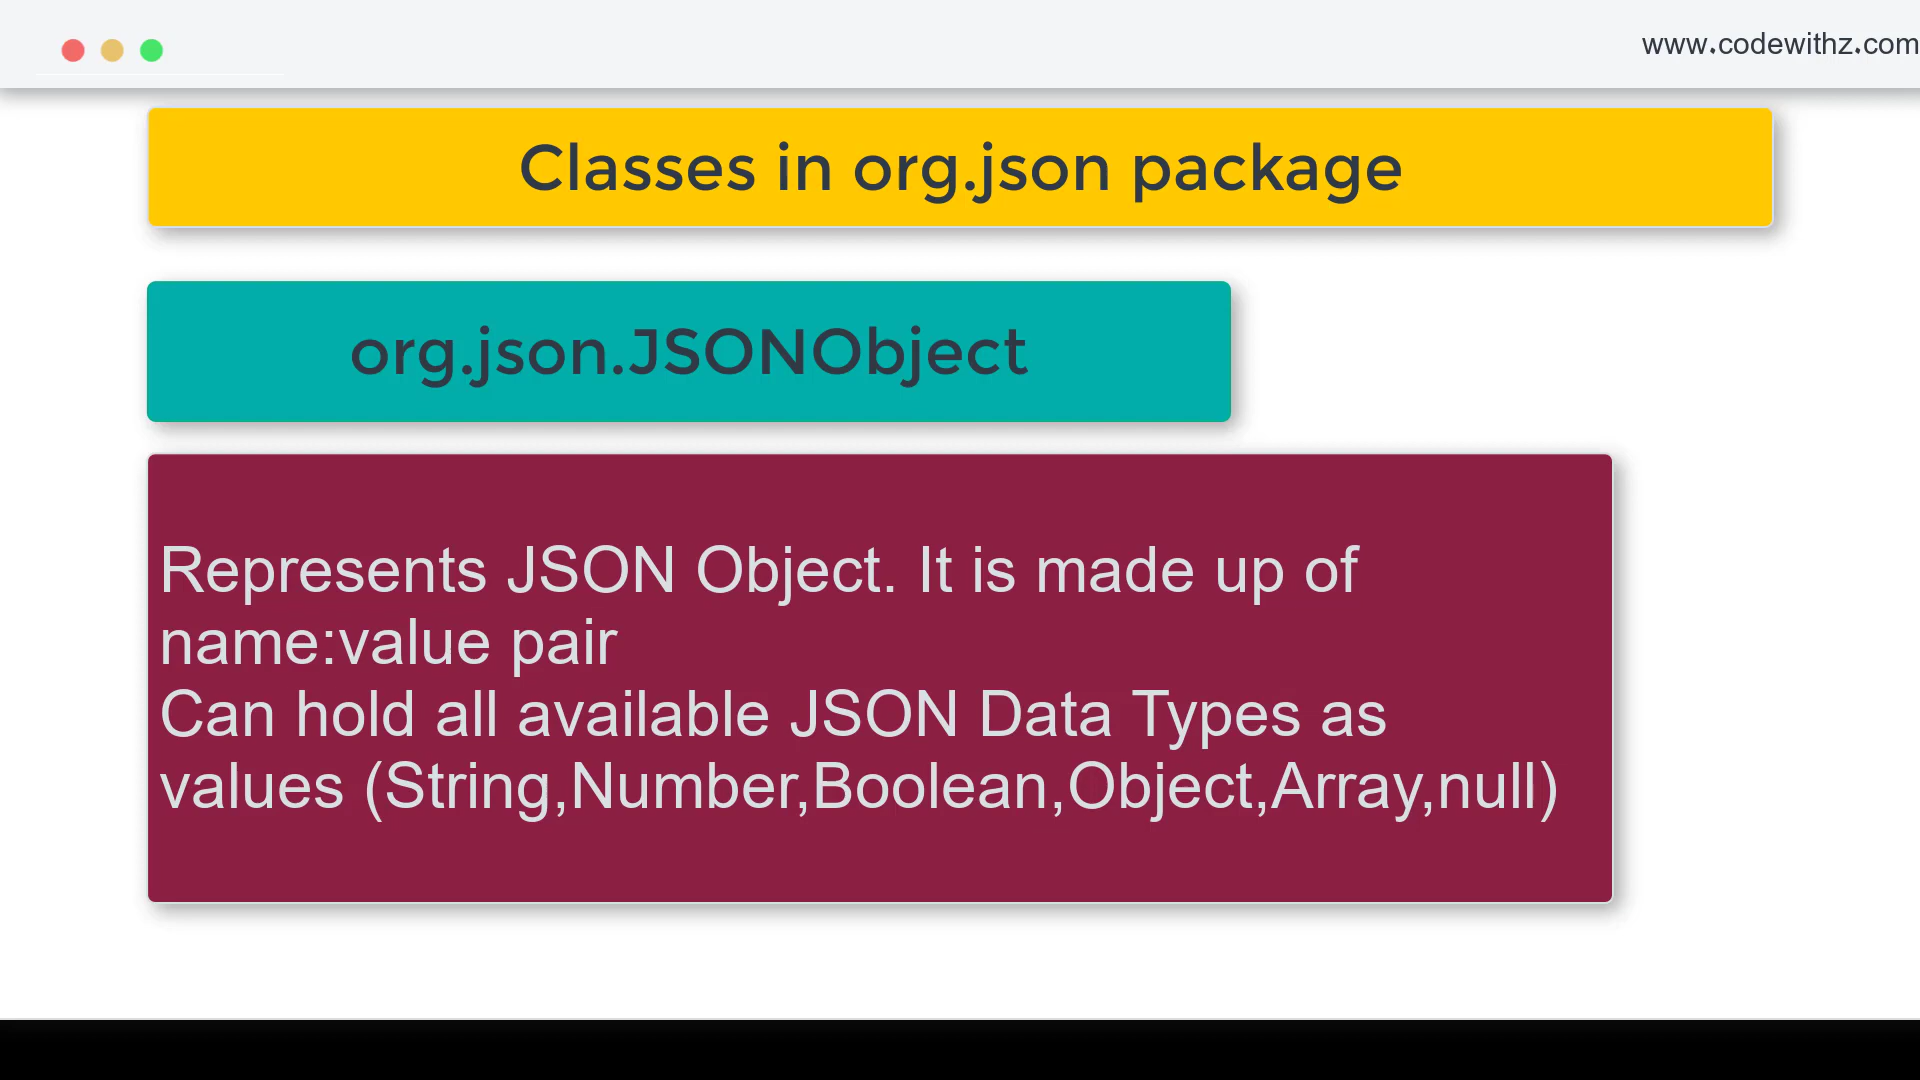 www.codewithz.com
Classes in org.json package
org.json.JSONObject
Represents JSON Object. It is made up of
name:value pair
Can hold all available JSON Data Types as
values (String,Number,Boolean,Object,Array,null)